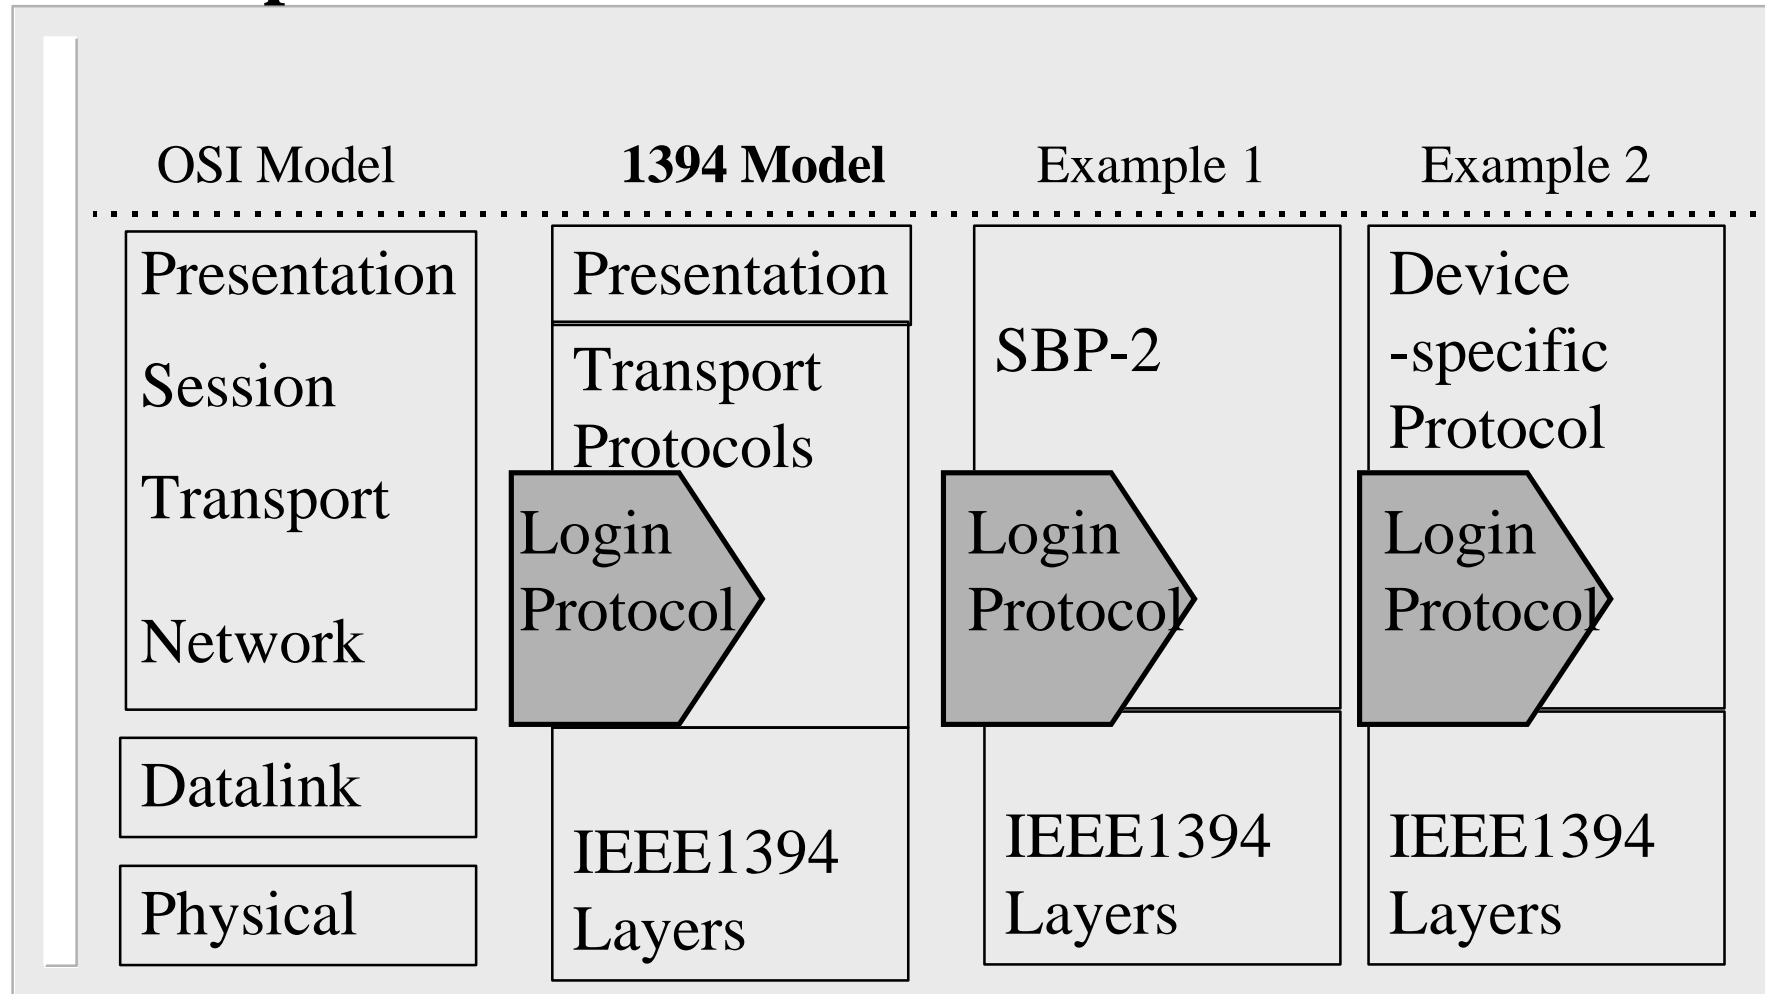 OSI Model
1394 Model
Example 1
Example 2
Presentation
Session
Transport
Network
Datalink
Physical
Presentation
Transport
Protocols
Login
Protocol
IEEE1394
Layers
SBP-2
Login
Protocol
IEEE1394
Layers
Device
-specific
Protocol
Login
Protocol
IEEE1394
Layers